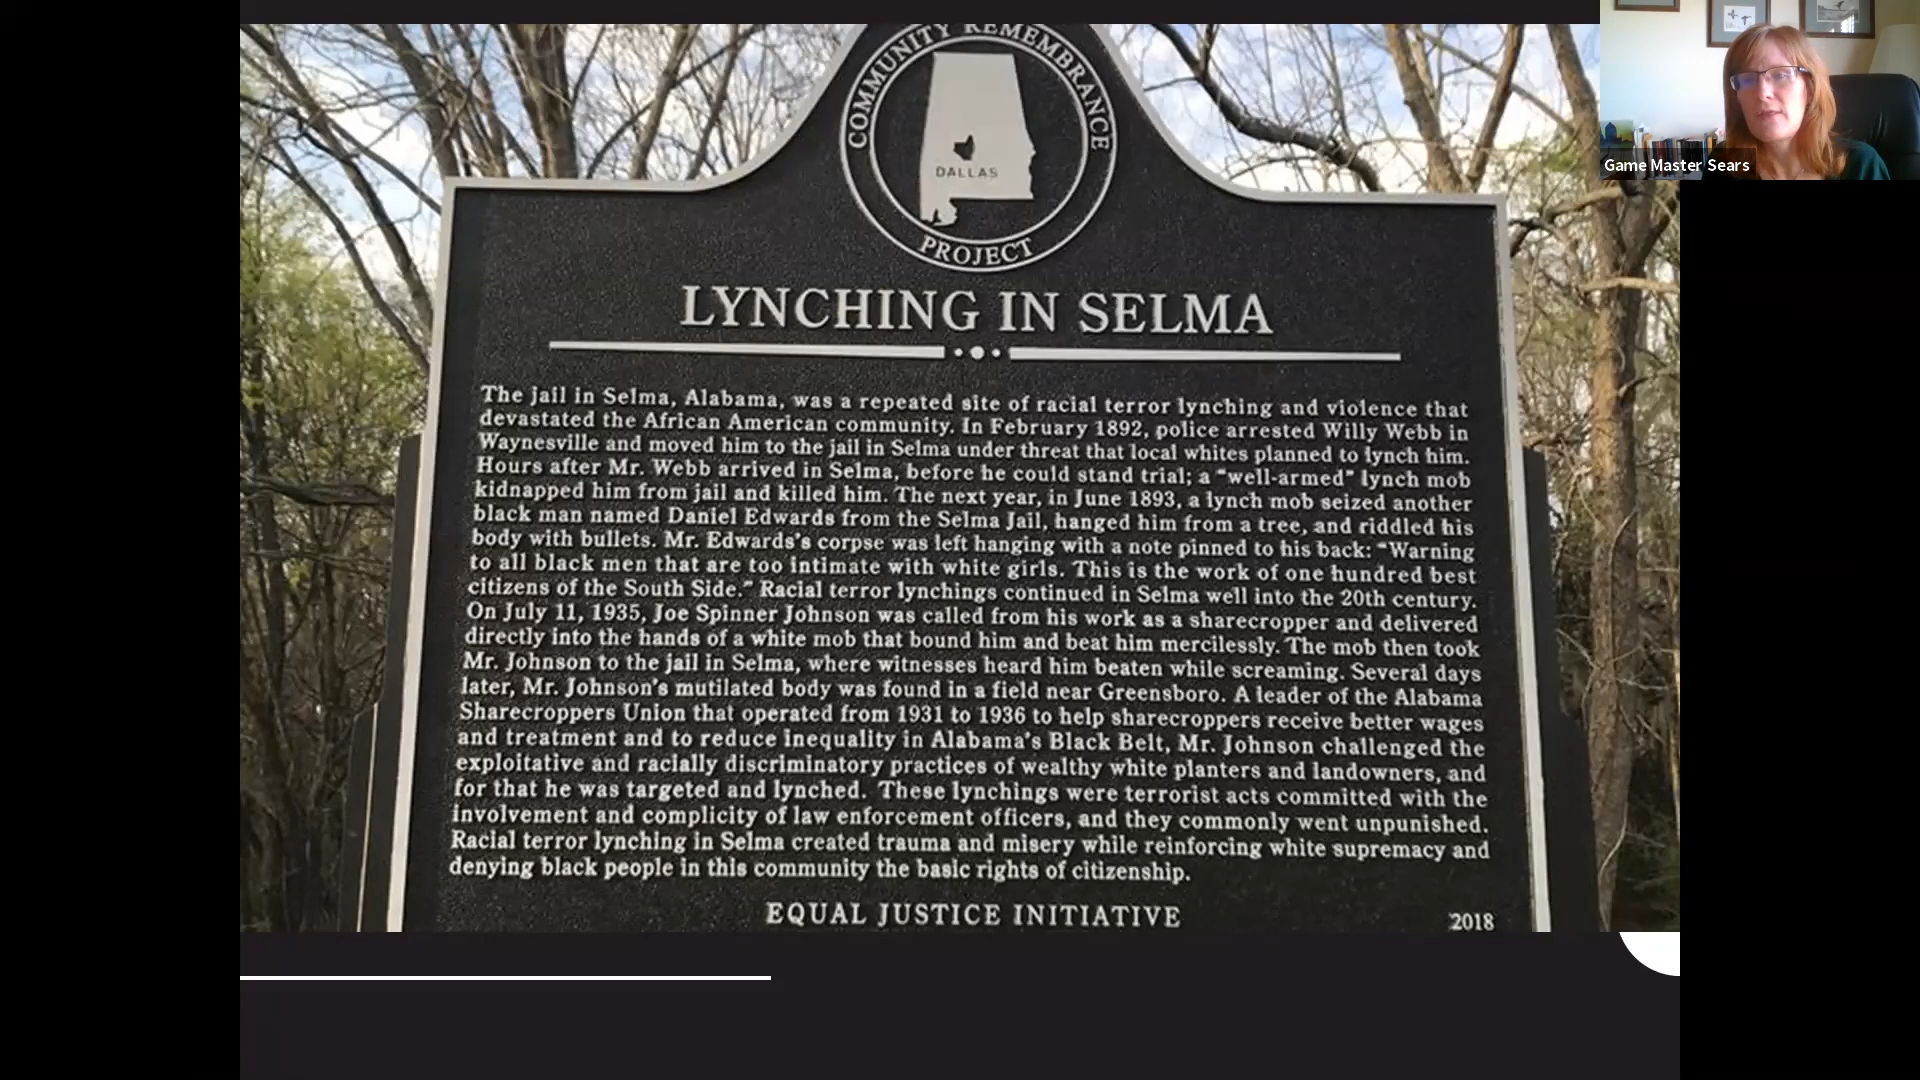 COMMUNITY REMEMBRANCE
DALLAS
PROJECT
LYNCHING IN SELMA
The jail in Selma, Alabama, was a repeated site of racial terror lynching and violence that
devastated the African American community. In February 1892, police arrested Willy Webb in
Waynesville and moved him to the jail in Selma under threat that local whites planned to lynch him.
Hours after Mr. Webb arrived in Selma, before he could stand trial; a “well-armed” lynch mob
kidnapped him from jail and killed him. The next year, in June 1893, a lynch mob seized another
black man named Daniel Edwards from the Selma Jail, hanged him from a tree, and riddled his
body with bullets. Mr. Edwards's corpse was left hanging with a note pinned to his back: “Warning
to all black men that are too intimate with white girls. This is the work of one hundred best
citizens of the South Side.” Racial terror lynchings continued in Selma well into the 20th century.
On July 11, 1935, Joe Spinner Johnson was called from his work as a sharecropper and delivered
directly into the hands of a white mob that bound him and beat him mercilessly. The mob then took
Mr. Johnson to the jail in Selma, where witnesses heard him beaten while screaming. Several days
later, Mr. Johnson's mutilated body was found in a field near Greensboro. A leader of the Alabama
Sharecroppers Union that operated from 1931 to 1936 to help sharecroppers receive better wages
and treatment and to reduce inequality in Alabama's Black Belt, Mr. Johnson challenged the
exploitative and racially discriminatory practices of wealthy white planters and landowners, and
for that he was targeted and lynched. These lynchings were terrorist acts committed with the
involvement and complicity of law enforcement officers, and they commonly went unpunished.
Racial terror lynching in Selma created trauma and misery while reinforcing white supremacy and
denying black people in this community the basic rights of citizenship.
EQUAL JUSTICE INITIATIVE
2018
Game Master Sears